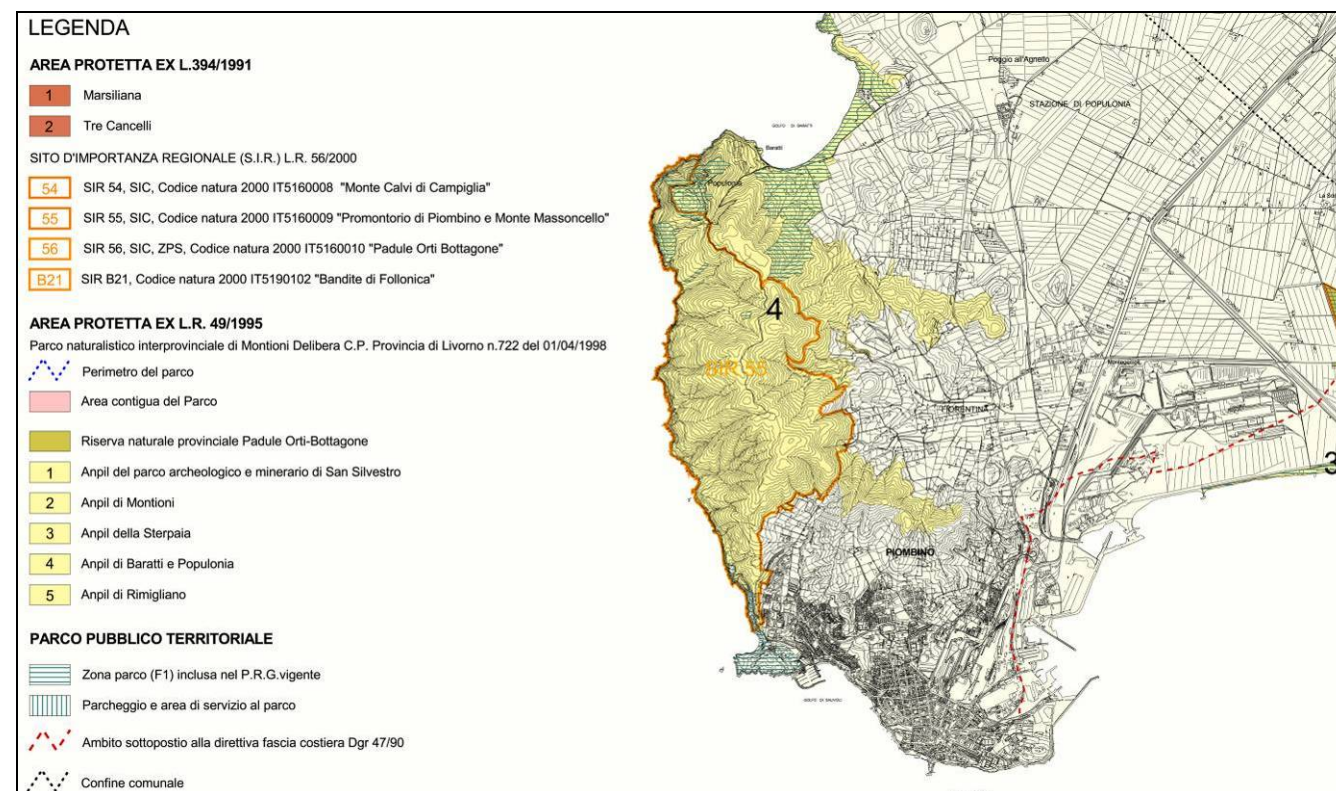 LEGENDA
AREA PROTETTA EX L.394/1991
1 Marsiliana
2 Tre Cancelli
SITO D'IMPORTANZA REGIONALE (S.I.R.) L.R. 56/2000
54 SIR 54, SIC, Codice natura 2000 IT5160008 "Monte Calvi di Campiglia"
55 SIR 55, SIC, Codice natura 2000 IT5160009 "Promontorio di Piombino e Monte Massoncello"
56 SIR 56, SIC, ZPS, Codice natura 2000 IT5160010 "Padule Orti Bottagone"
B21 SIR B21, Codice natura 2000 IT5190102 "Bandite di Follonica"
AREA PROTETTA EX L.R. 49/1995
Parco naturalistico interprovinciale di Montioni Delibera C.P. Provincia di Livorno n.722 del 01/04/1998
Perimetro del parco
Area contigua del Parco
Riserva naturale provinciale Padule Orti-Bottagone
1 Anpil del parco archeologico e minerario di San Silvestro
2 Anpil di Montioni
3 Anpil della Sterpaia
4 Anpil di Baratti e Populonia
5 Anpil di Rimigliano
PARCO PUBBLICO TERRITORIALE
Zona parco (F1) inclusa nel P.R.G.vigente
Parcheggio e area di servizio al parco
Ambito sottopostio alla direttiva fascia costiera Dgr 47/90
Confine comunale
Poggio all'Agnello
STAZIONE DI POPULONIA
GOLFO DI BARATTI
Baratti
Populonia
4
SIR 55
FIORENTINA
3
PIOMBINO
GOLFO DI SALIVOLI